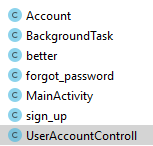 Account
BackgroundTask
better
forgot_password
MainActivity
sign_up
UserAccountControll